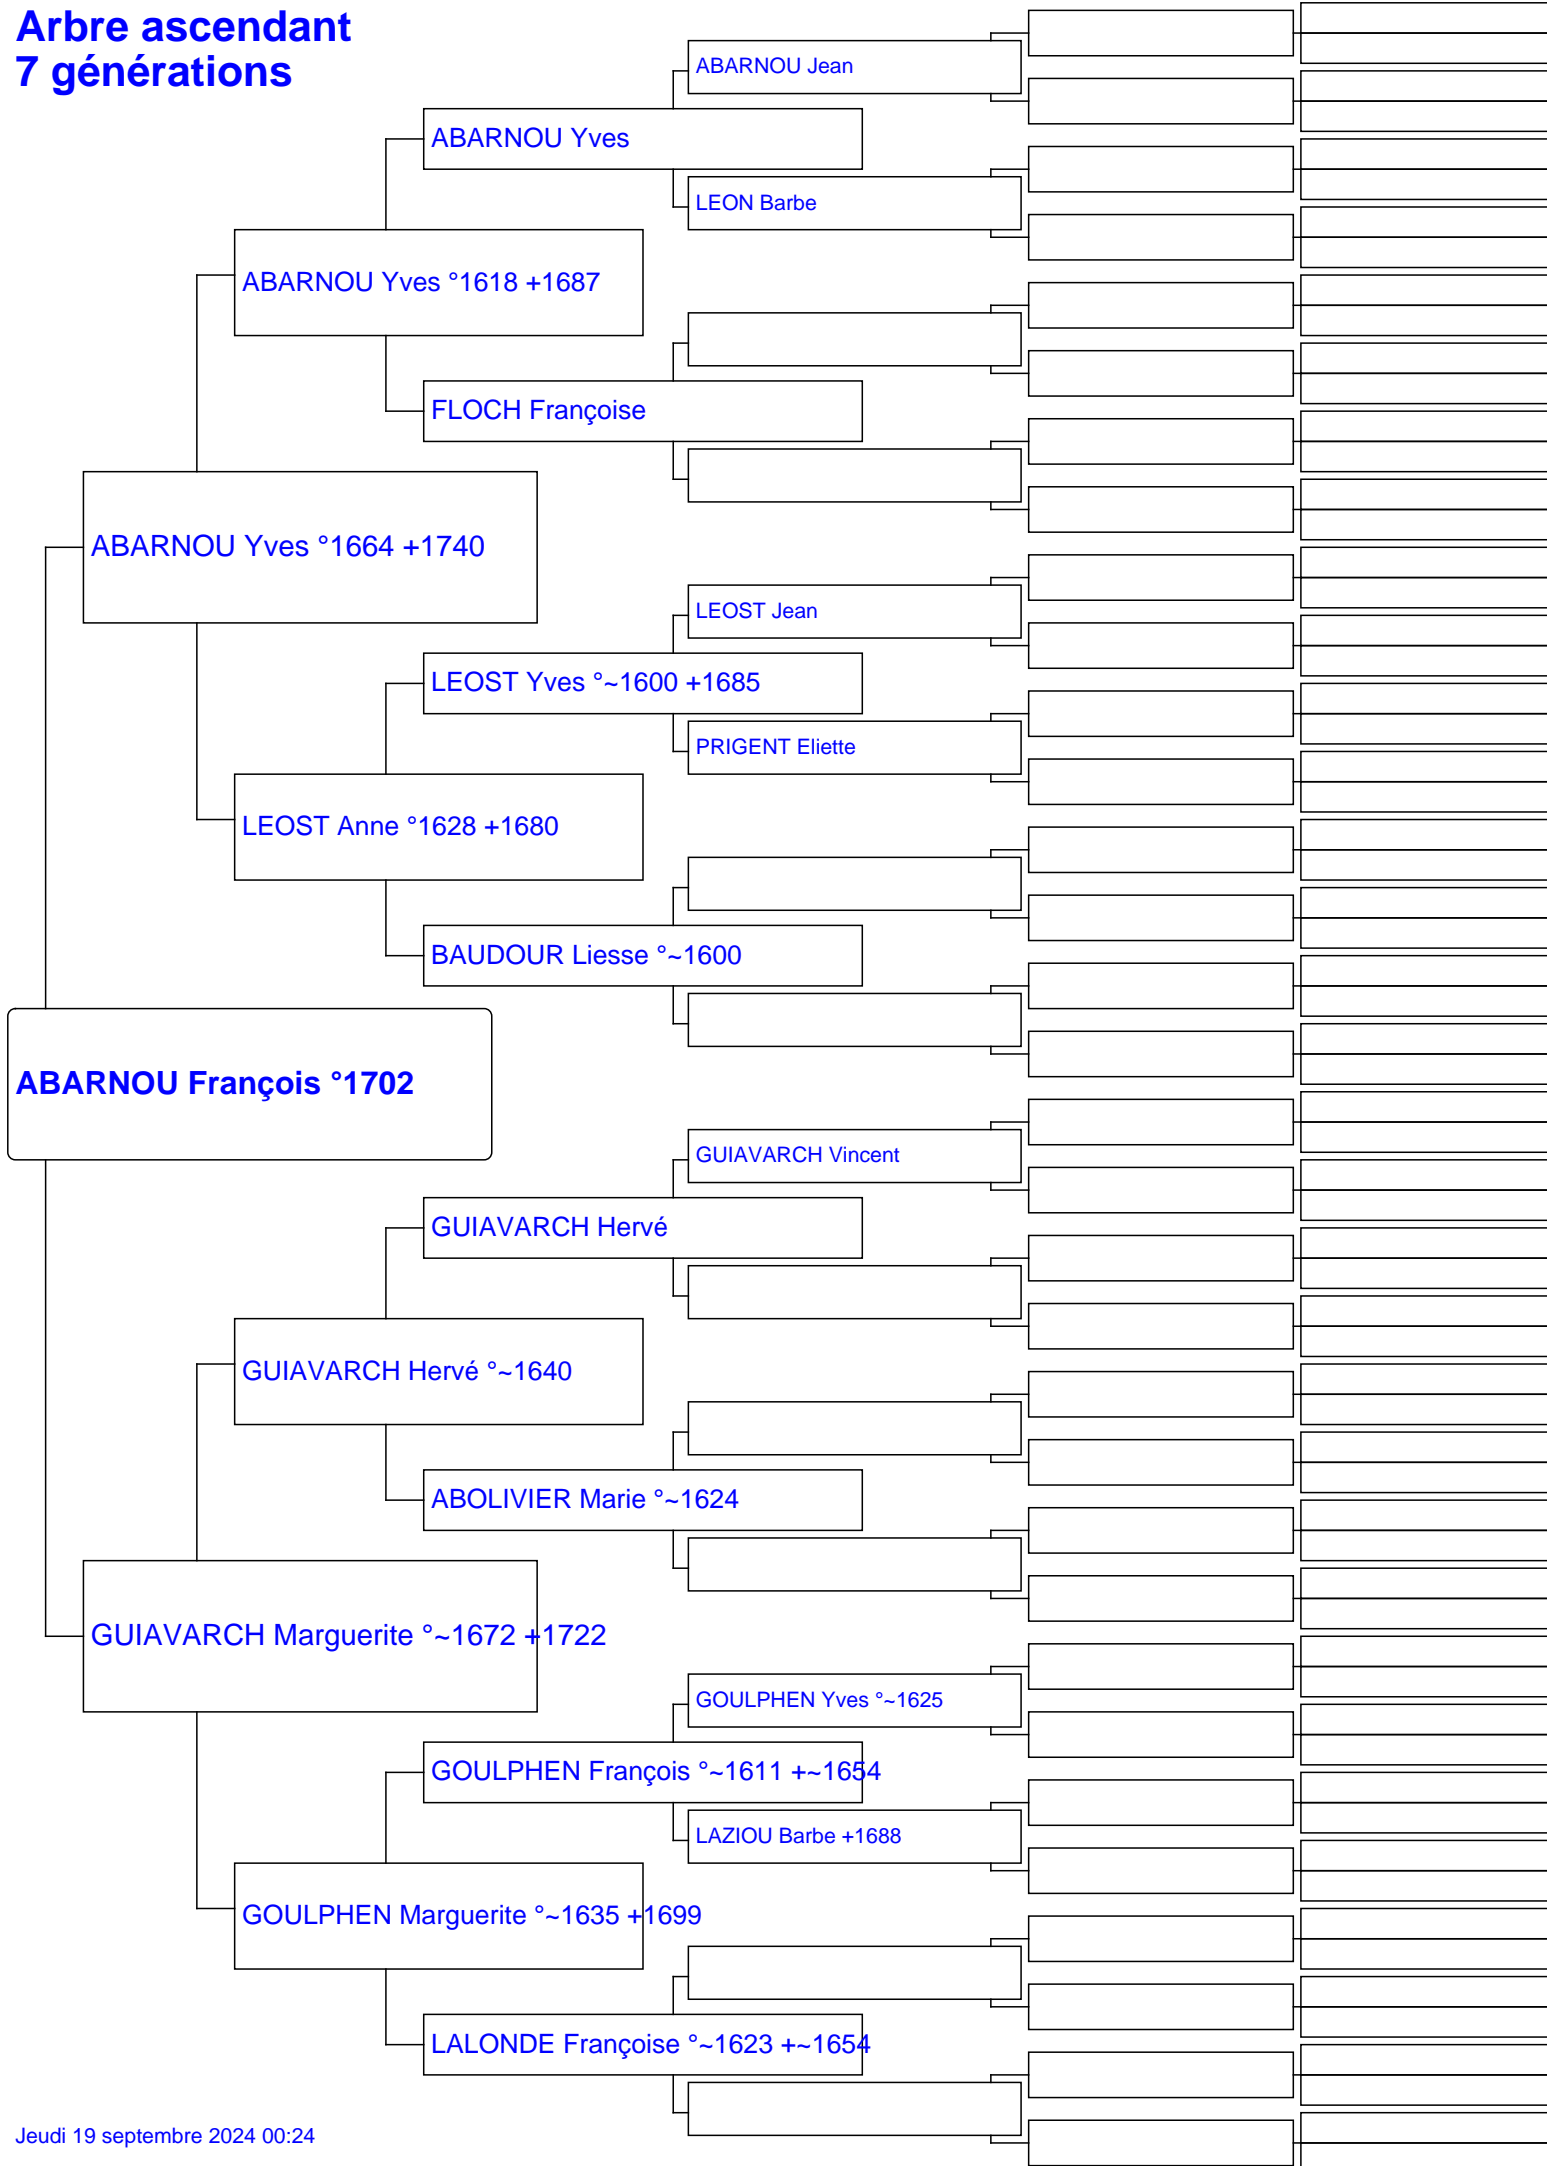 Arbre ascendant
7 générations
ABARNOU Jean
ABARNOU Yves
LEON Barbe
ABARNOU Yves °1618 +1687
FLOCH Françoise
ABARNOU Yves °1664 +1740
LEOST Jean
LEOST Yves °~1600 +1685
PRIGENT Eliette
LEOST Anne °1628 +1680
BAUDOUR Liesse °~1600
ABARNOU François °1702
GUIAVARCH Vincent
GUIAVARCH Hervé
GUIAVARCH Hervé °~1640
ABOLIVIER Marie °~1624
GUIAVARCH Marguerite °~1672 +1722
GOULPHEN Yves °~1625
GOULPHEN François °~1611 +~1654
LAZIOU Barbe +1688
GOULPHEN Marguerite °~1635 +1699
LALONDE Françoise °~1623 +~1654
Jeudi 19 septembre 2024 00:24